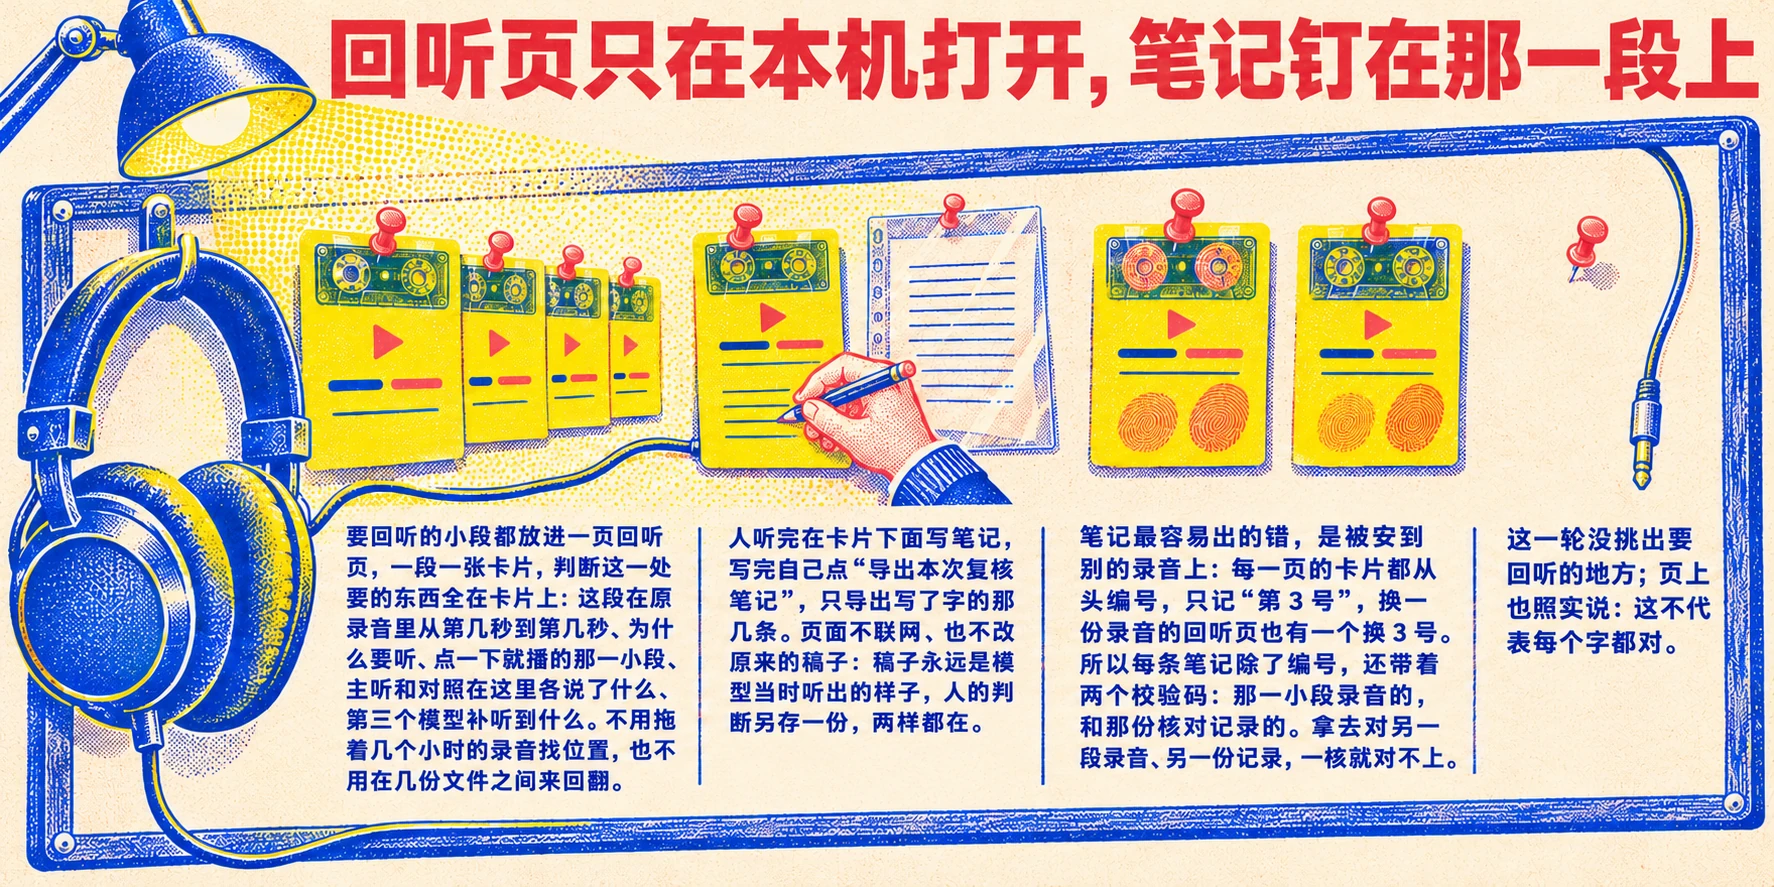 回听页只在本机打开，笔记钉在那一段上
要回听的小段都放进一页回听
页，一段一张卡片，判断这一处
要的东西全在卡片上：这段在原
录音里从第几秒到第几秒、为什
么要听、点一下就播的那一小段、
主听和对照在这里各说了什么、
第三个模型补听到什么。不用拖
着几个小时的录音找位置，也不
用在几份文件之间来回翻。
人听完在卡片下面写笔记，
写完自己点“导出本次复核
笔记”，只导出写了字的那
几条。页面不联网、也不改
原来的稿子：稿子永远是模
型当时听出的样子，人的判
断另存一份，两样都在。
笔记最容易出的错，是被安到
别的录音上：每一页的卡片都从
头编号，只记“第 3 号”，换一
份录音的回听页也有一个换 3 号。
所以每条笔记除了编号，还带着
两个校验码：那一小段录音的，
和那份核对记录的。拿去对另一
段录音、另一份记录，一核就对不上。
这一轮没挑出要
回听的地方；页上
也照实说：这不代
表每个字都对。